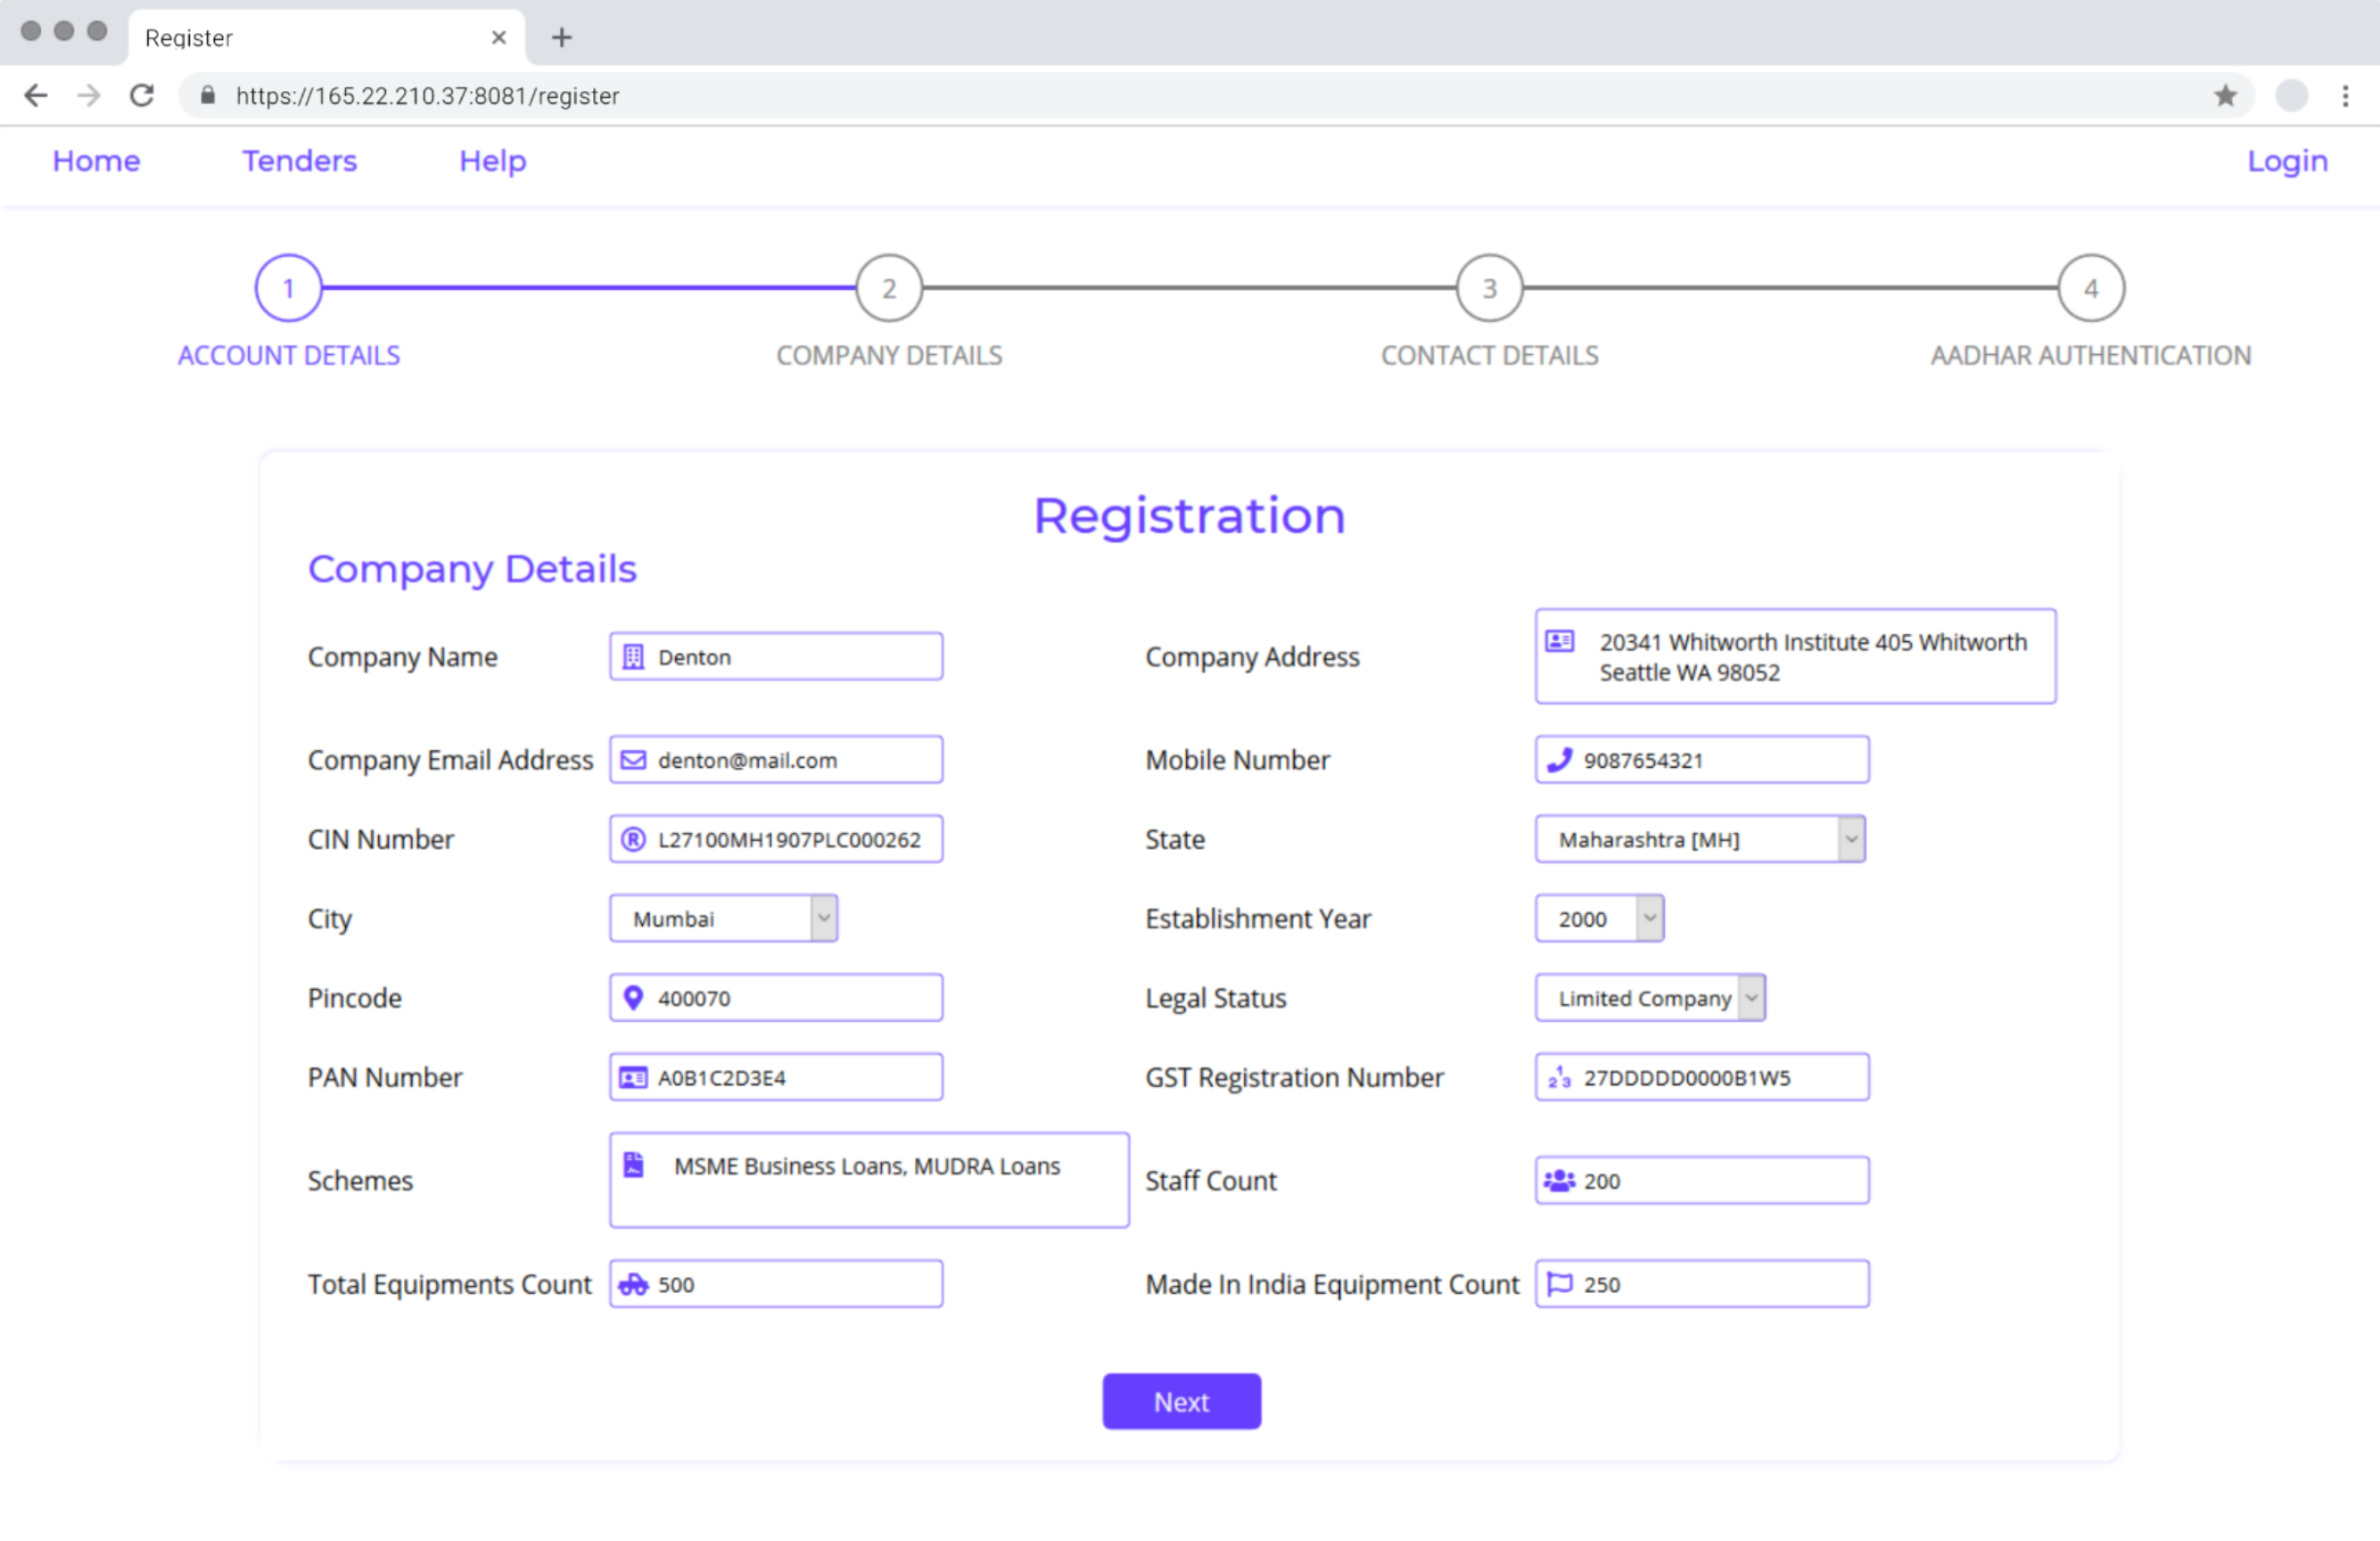 Register
https://165.22.210.37:8081/register
Home Tenders Help Login
1 2 3 4
ACCOUNT DETAILS COMPANY DETAILS CONTACT DETAILS AADHAR AUTHENTICATION
Registration
Company Details
Company Name Denton
Company Address 20341 Whitworth Institute 405 Whitworth
Seattle WA 98052
Company Email Address denton@mail.com
Mobile Number 9087654321
CIN Number L27100MH1907PLC000262
State Maharashtra [MH]
City Mumbai
Establishment Year 2000
Pincode 400070
Legal Status Limited Company
PAN Number A0B1C2D3E4
GST Registration Number 27DDDDD0000B1W5
Schemes MSME Business Loans, MUDRA Loans
Staff Count 200
Total Equipments Count 500
Made In India Equipment Count 250
Next